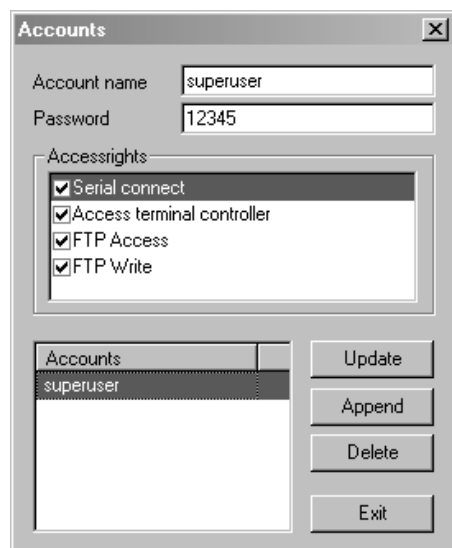 Accounts
Account name superuser
Password 12345
Accessrights
Serial connect
Access terminal controller
FTP Access
FTP Write
Accounts
superuser
Update
Append
Delete
Exit